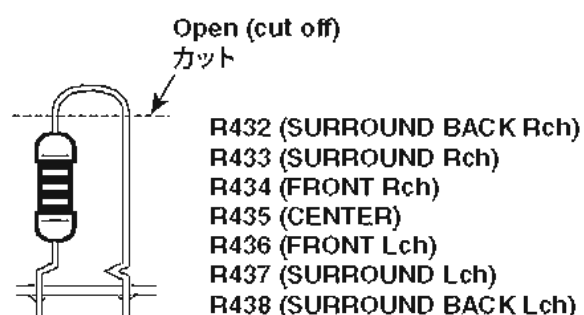 Open (cut off)
カット
R432 (SURROUND BACK Rch)
R433 (SURROUND Rch)
R434 (FRONT Rch)
R435 (CENTER)
R436 (FRONT Lch)
R437 (SURROUND Lch)
R438 (SURROUND BACK Lch)